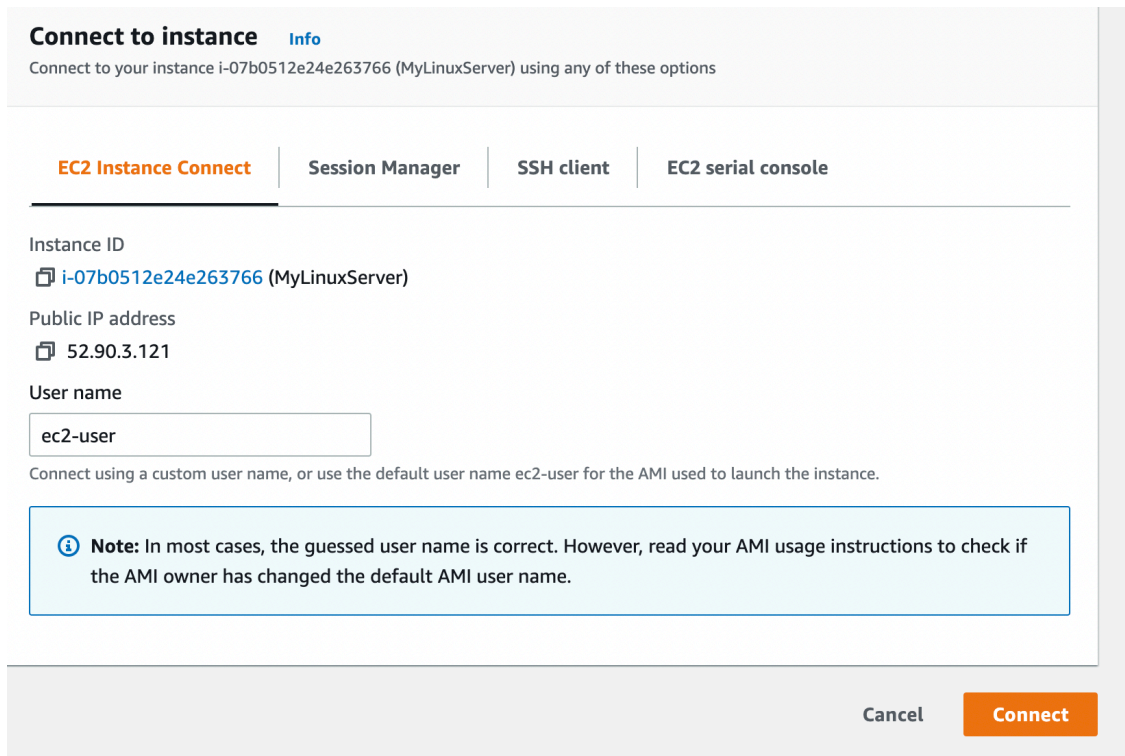 Connect to instance Info
Connect to your instance i-07b0512e24e263766 (MyLinuxServer) using any of these options
EC2 Instance Connect Session Manager SSH client EC2 serial console
Instance ID
i-07b0512e24e263766 (MyLinuxServer)
Public IP address
52.90.3.121
User name
ec2-user
Connect using a custom user name, or use the default user name ec2-user for the AMI used to launch the instance.
Note: In most cases, the guessed user name is correct. However, read your AMI usage instructions to check if
the AMI owner has changed the default AMI user name.
Cancel Connect